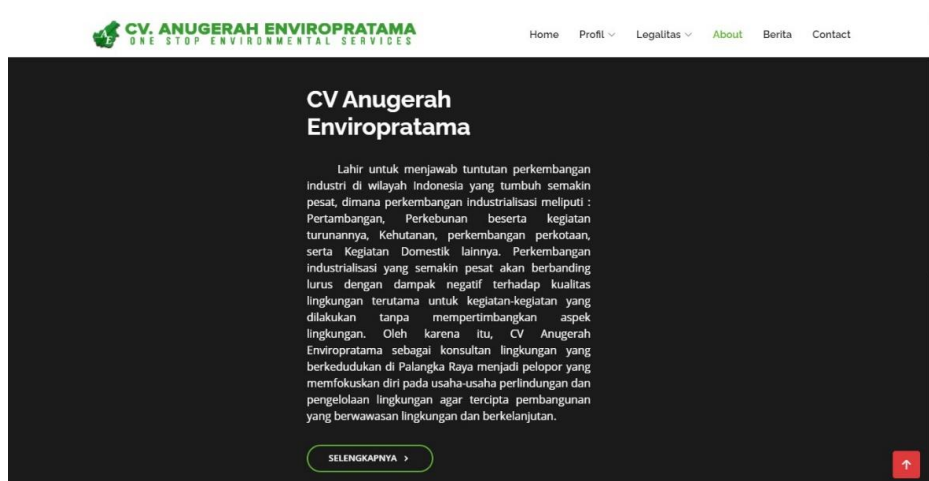 CV. ANUGERAH ENVIROPRATAMA
ONE STOP ENVIRONMENTAL SERVICES
Home Profil Legalitas About Berita Contact
CV Anugerah
Enviropratama
Lahir untuk menjawab tuntutan perkembangan
industri di wilayah Indonesia yang tumbuh semakin
pesat, dimana perkembangan industrialisasi meliputi :
Pertambangan, Perkebunan beserta kegiatan
turunannya, Kehutanan, perkembangan perkotaan,
serta Kegiatan Domestik lainnya. Perkembangan
industrialisasi yang semakin pesat akan berbanding
lurus dengan dampak negatif terhadap kualitas
lingkungan terutama untuk kegiatan-kegiatan yang
dilakukan tanpa mempertimbangkan aspek
lingkungan. Oleh karena itu, CV Anugerah
Enviropratama sebagai konsultan lingkungan yang
berkedudukan di Palangka Raya menjadi pelopor yang
memfokuskan diri pada usaha-usaha perlindungan dan
pengelolaan lingkungan agar tercipta pembangunan
yang berwawasan lingkungan dan berkelanjutan.
SELENGKAPNYA >